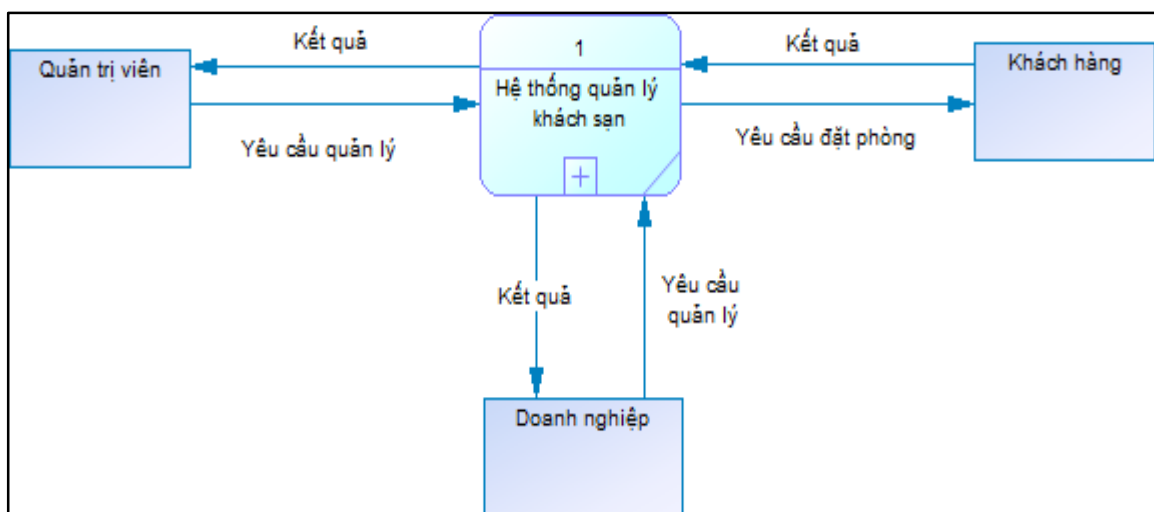 Kết quả
1
Kết quả
Quản trị viên
Khách hàng
Hệ thống quản lý
khách sạn
Yêu cầu quản lý
Yêu cầu đặt phòng
Kết quả
Yêu cầu
quản lý
Doanh nghiệp